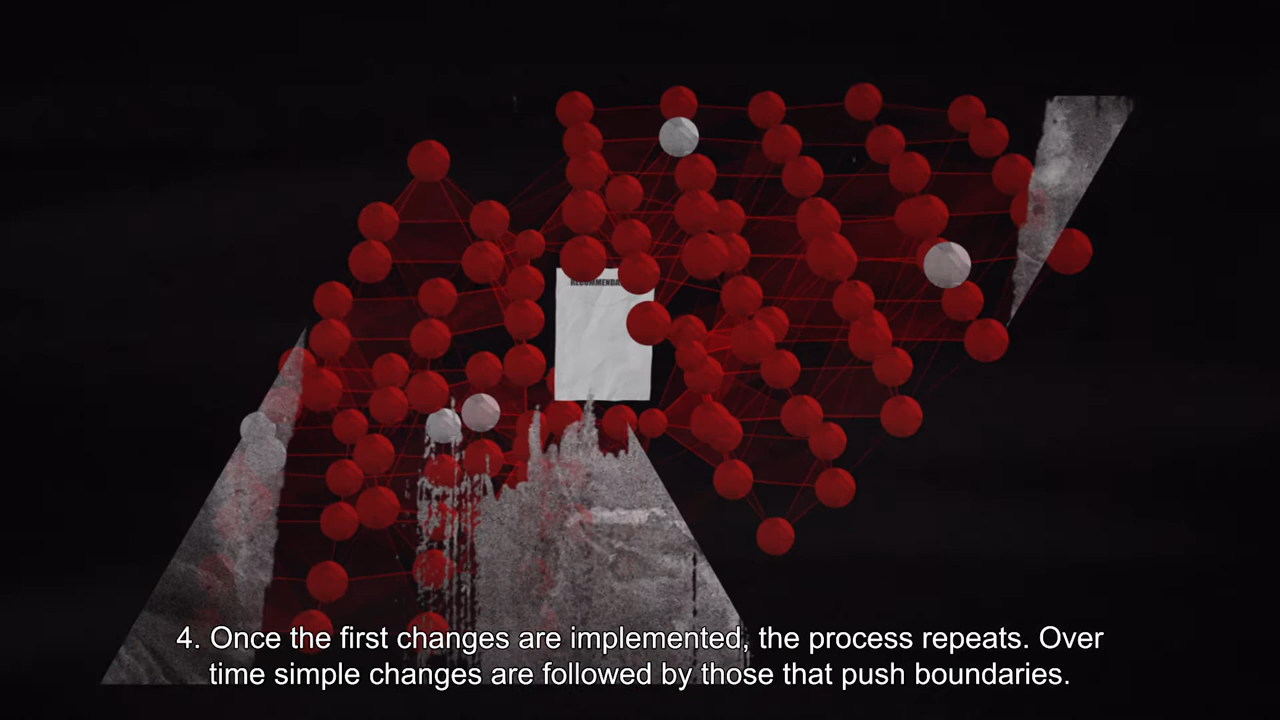 4. Once the first changes are implemented, the process repeats. Over
time simple changes are followed by those that push boundaries.